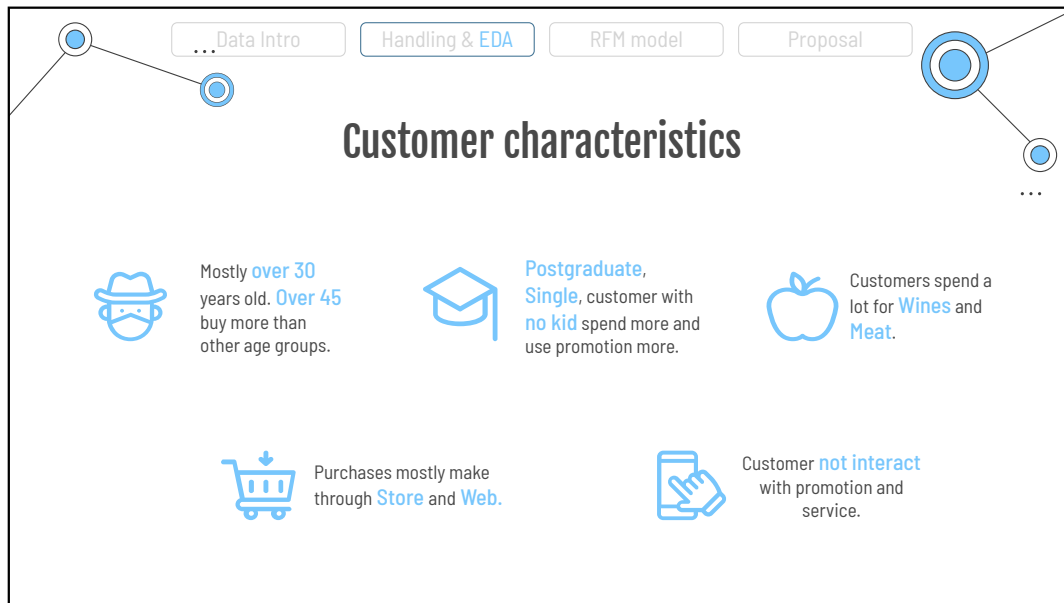 Data Intro
...
Handling & EDA
RFM model
Proposal
Customer characteristics
...
Mostly over 30
years old. Over 45
buy more than
other age groups.
Postgraduate,
Single, customer with
no kid spend more and
use promotion more.
Customers spend a
lot for Wines and
Meat.
Purchases mostly make
through Store and Web.
Customer not interact
with promotion and
service.